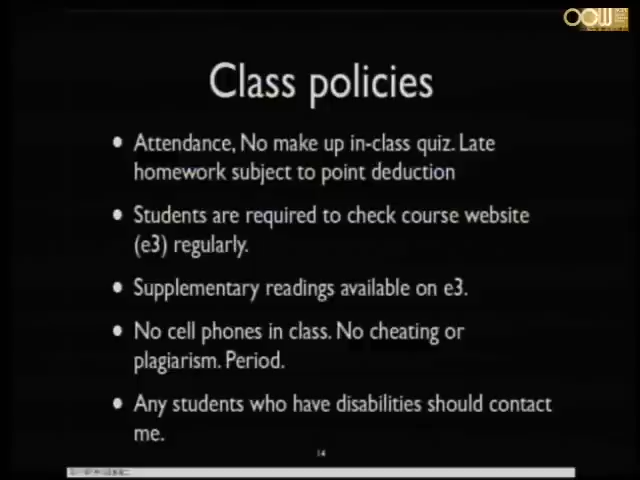 OCW
Class policies
• Attendance, No make up in-class quiz. Late
homework subject to point deduction
• Students are required to check course website
(e3) regularly.
• Supplementary readings available on e3.
• No cell phones in class. No cheating or
plagiarism. Period.
• Any students who have disabilities should contact
me.
14